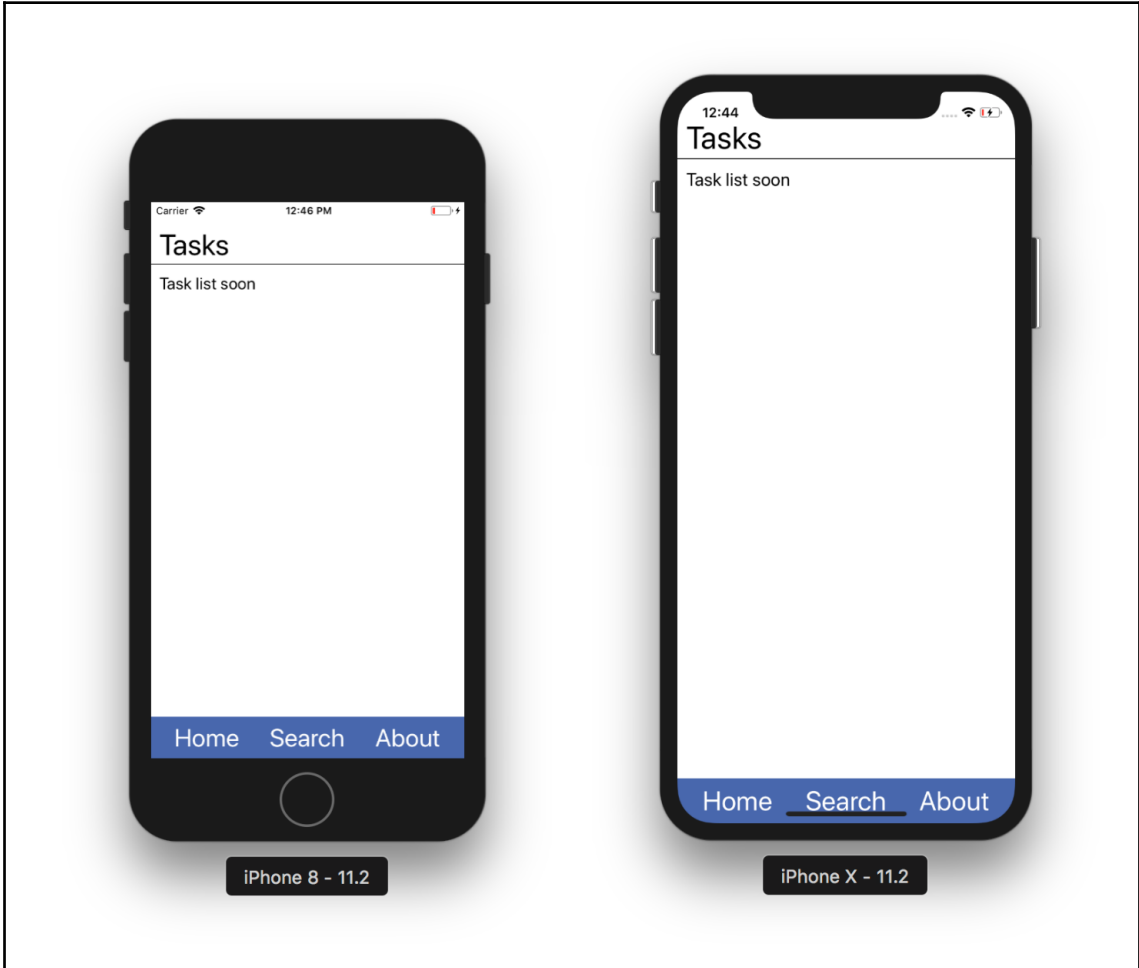 Carrier 12:46 PM
Tasks
Task list soon
Home Search About
iPhone 8 - 11.2
12:44
Tasks
Task list soon
Home Search About
iPhone X - 11.2